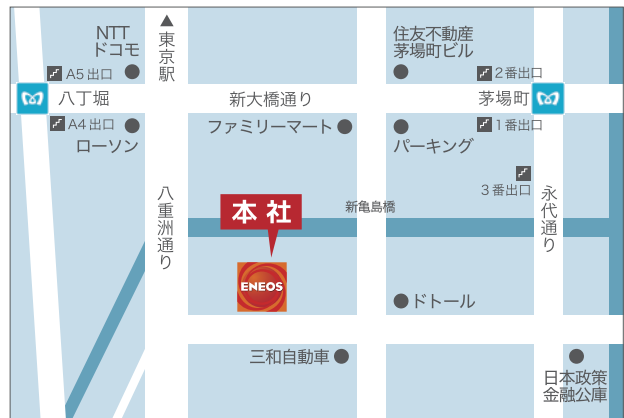 NTT
ドコモ
A5出口
▲東京駅
住友不動産
茅場町ビル
2番出口
八丁堀
新大橋通り
茅場町
A4出口
ローソン
ファミリーマート
パーキング
1番出口
3番出口
八重洲通り
本社
新亀島橋
永代通り
ENEOS
ドトール
三和自動車
日本政策
金融公庫